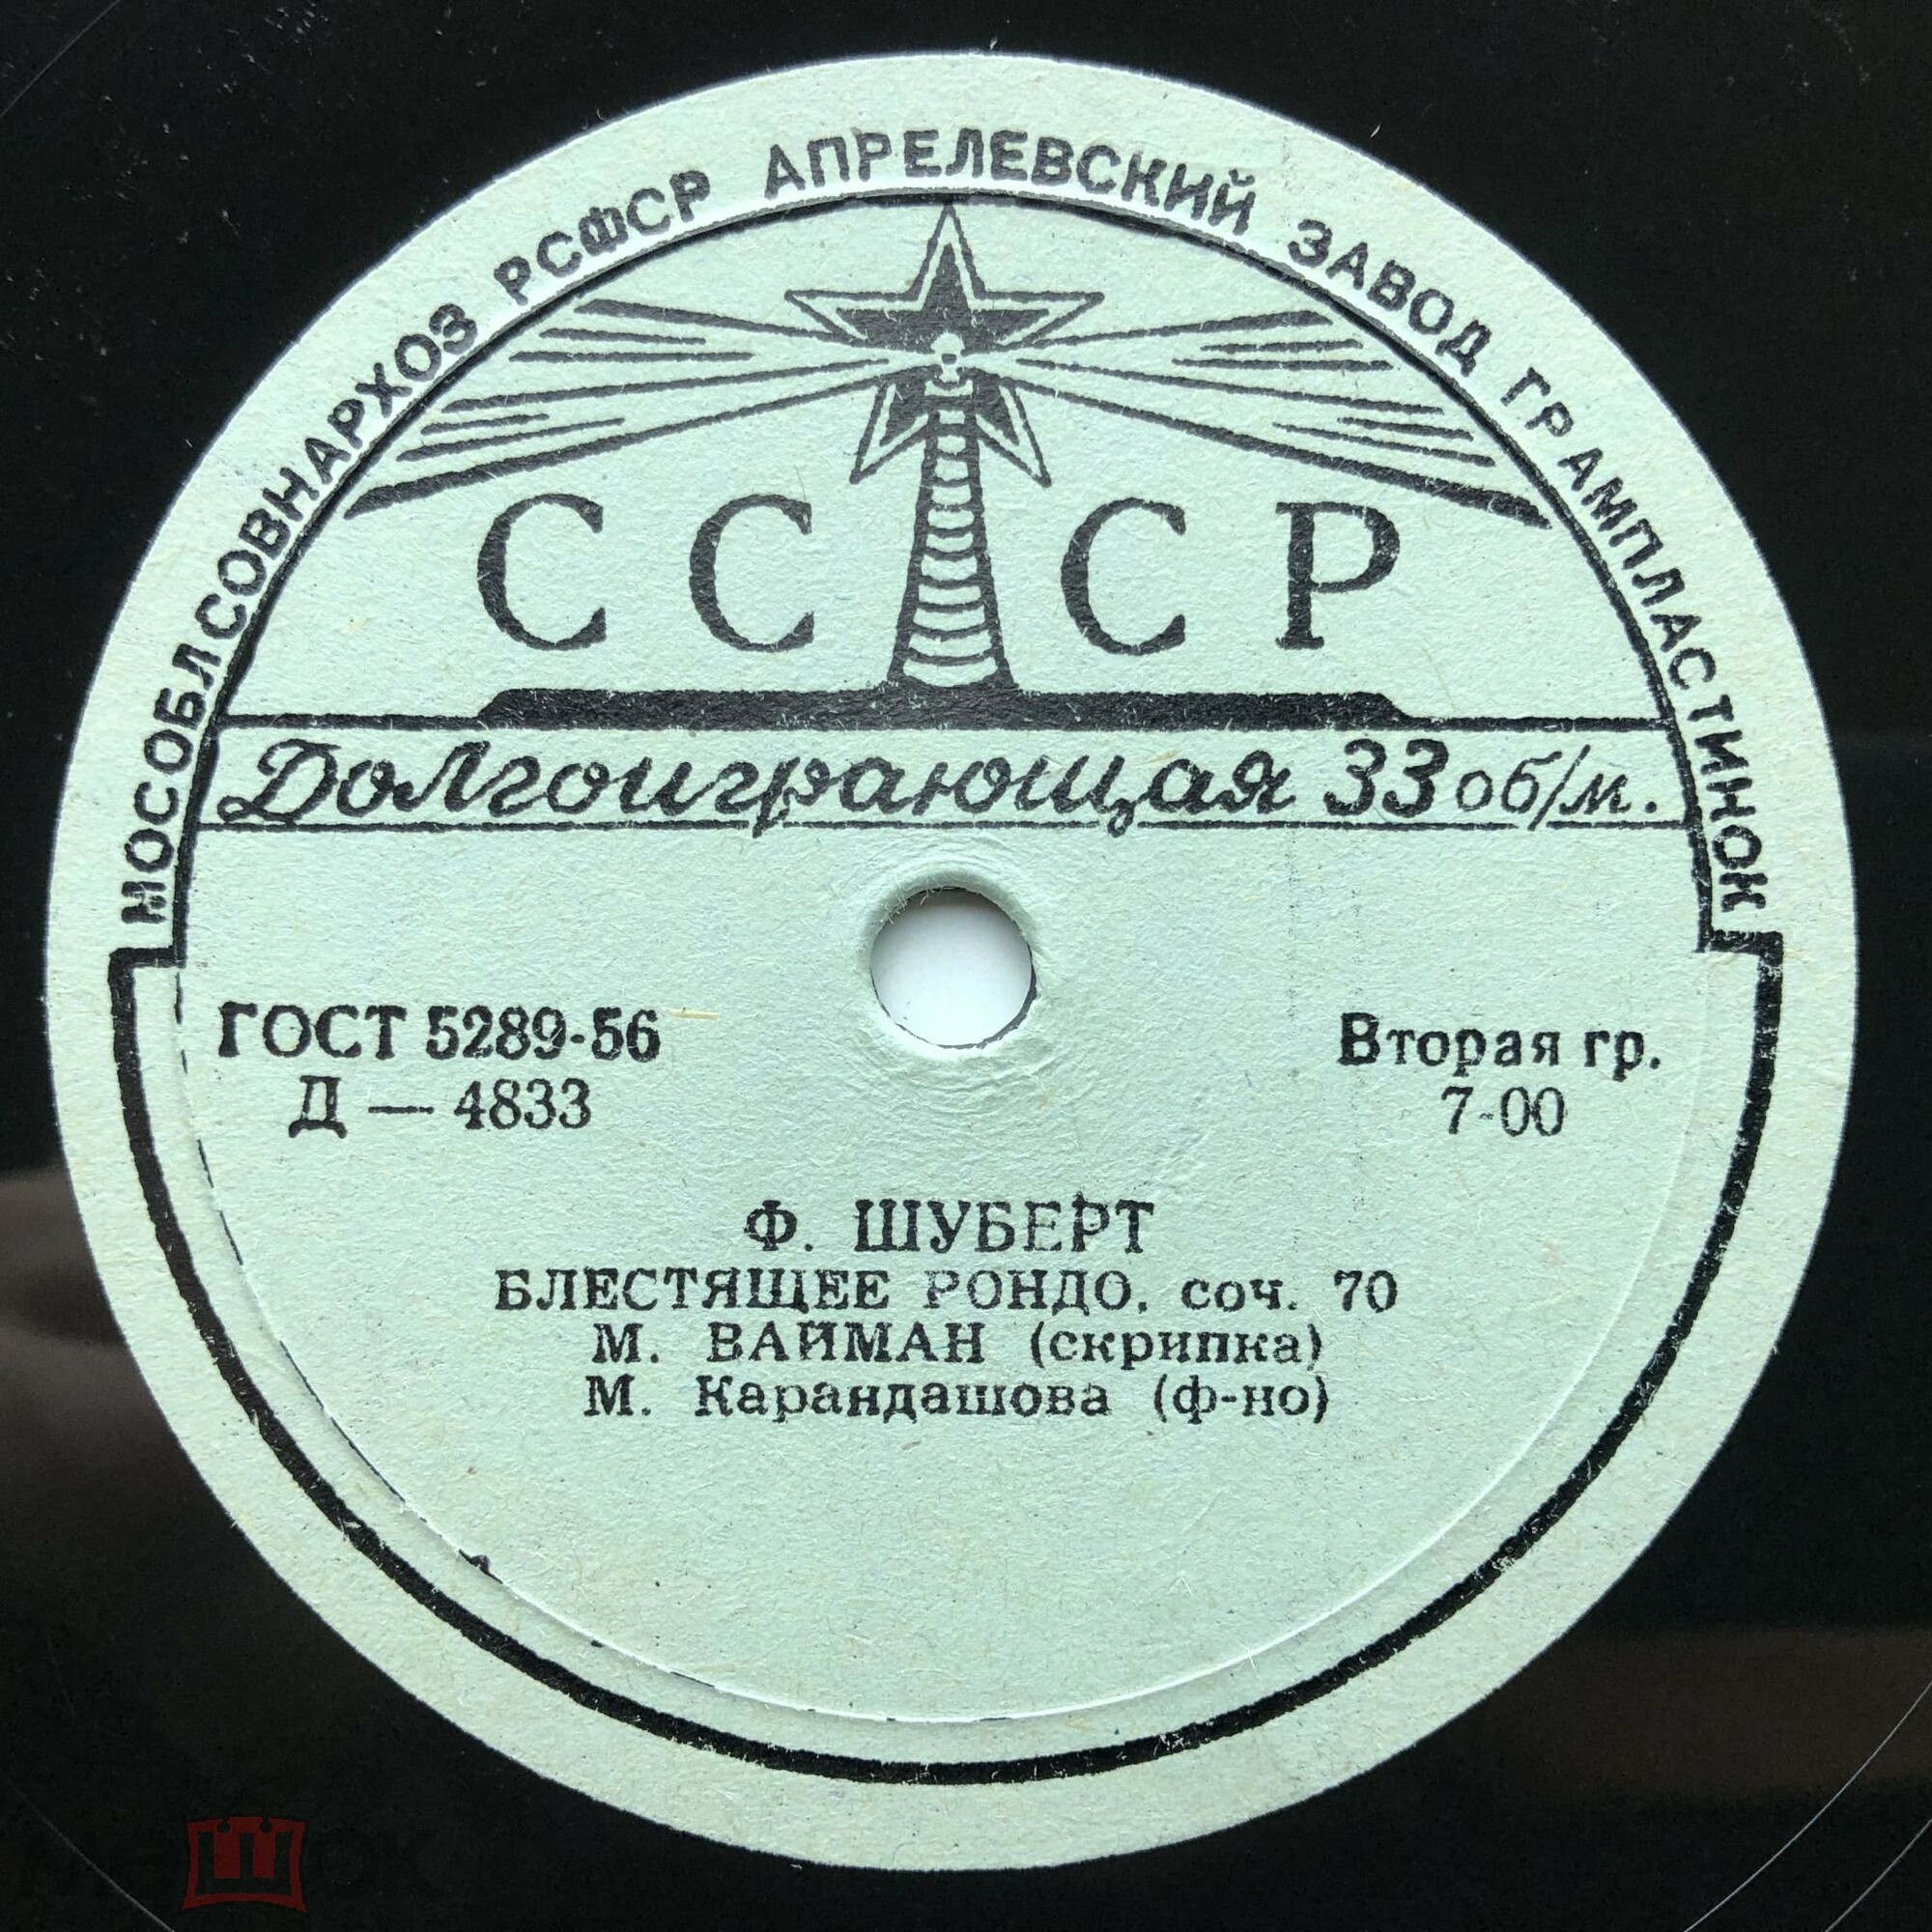 МОСОБЛСОВНАРХОЗ РСФСР АПРЕЛЕВСКИЙ ЗАВОД ГРАМПЛАСТИНОК
СССР
Долгоиграющая 33 об/м.
ГОСТ 5289-56
Вторая гр.
Д — 4833
7-00
Ф. ШУБЕРТ
БЛЕСТЯЩЕЕ РОНДО, соч. 70
М. ВАЙМАН (скрипка)
М. Карандашова (ф-но)